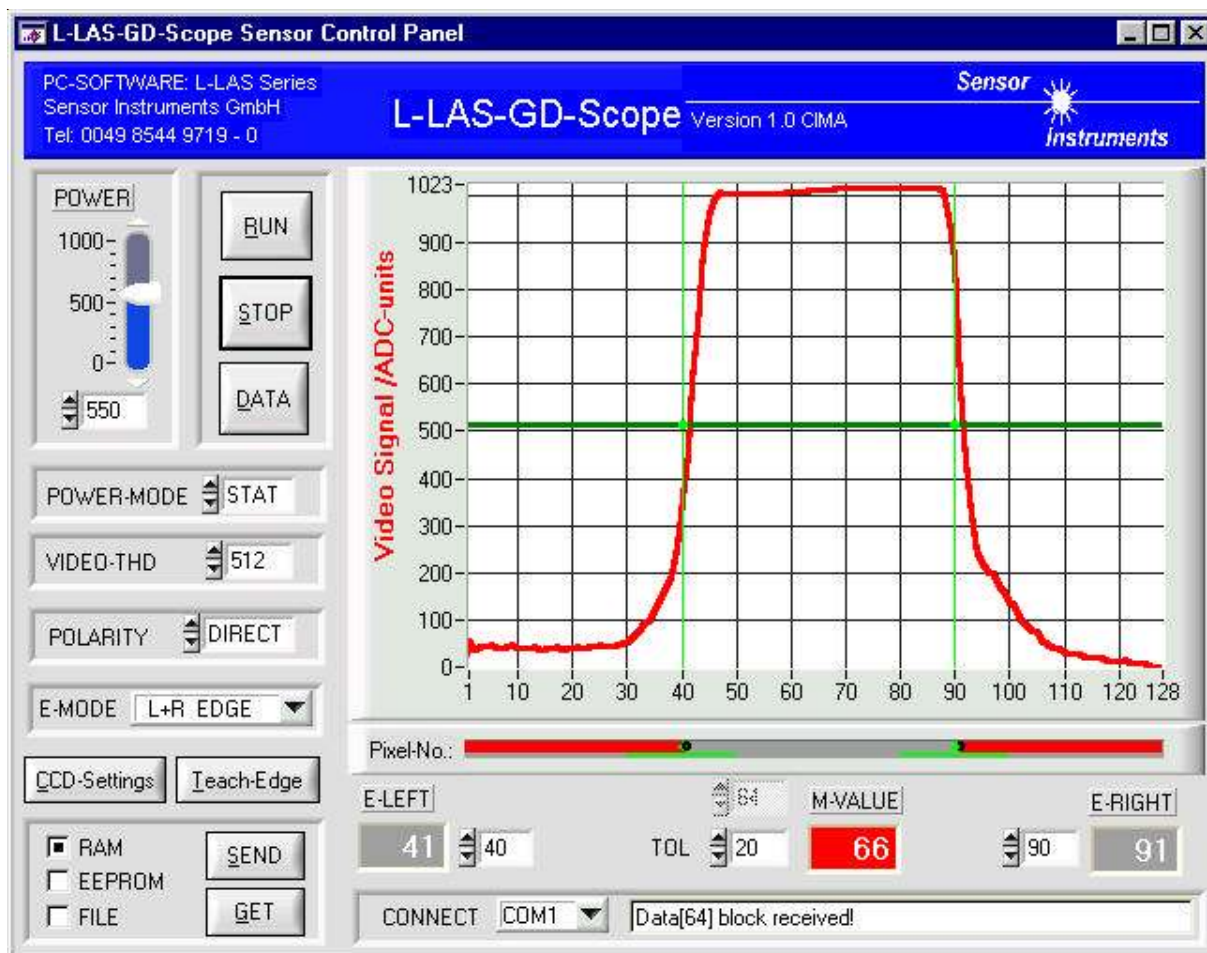 L-LAS-GD-Scope Sensor Control Panel
PC-SOFTWARE: L-LAS Series
Sensor Instruments GmbH
Tel: 0049 8544 9719 - 0
L-LAS-GD-Scope Version 1.0 CIMA
Sensor
Instruments
POWER
1000
500
0
550
RUN
STOP
DATA
POWER-MODE STAT
VIDEO-THD 512
POLARITY DIRECT
E-MODE L+R EDGE
CCD-Settings Teach-Edge
RAM
EEPROM
FILE
SEND
GET
Video Signal /ADC-units
1023
900
800
700
600
500
400
300
200
100
0
1 10 20 30 40 50 60 70 80 90 100 110 120 128
Pixel-No.:
E-LEFT 64 M-VALUE E-RIGHT
41 40 TOL 20 66 90 91
CONNECT COM1 Data[64] block received!